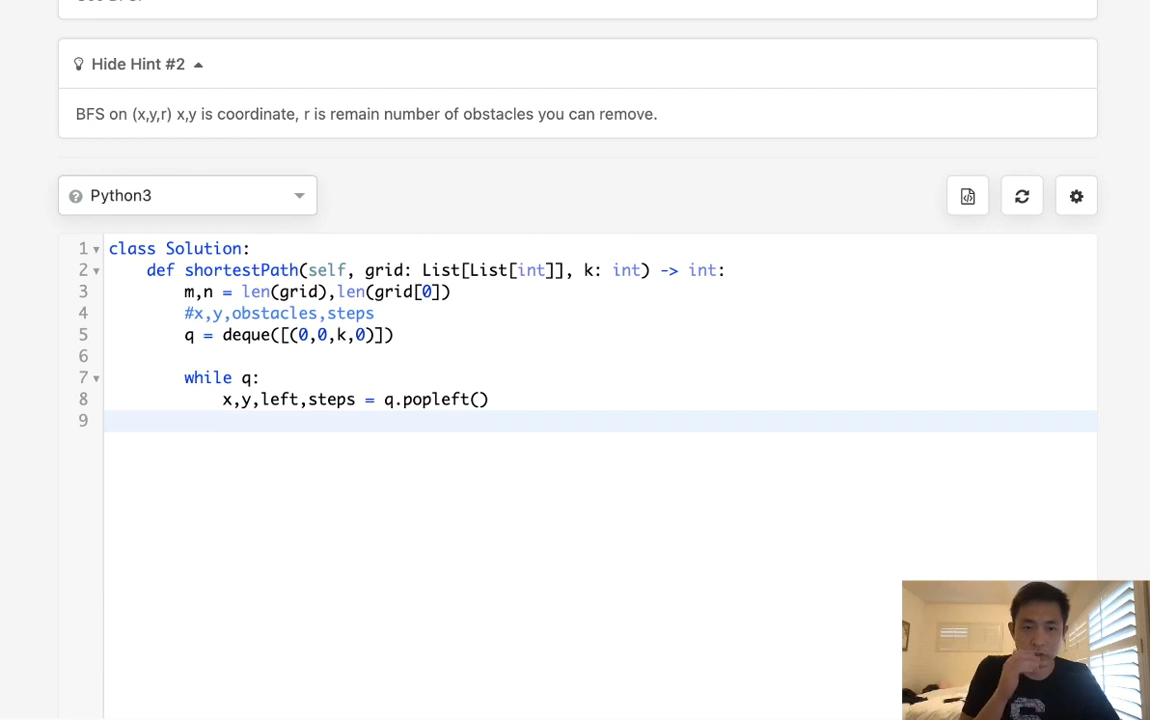 Hide Hint #2
BFS on (x,y,r) x,y is coordinate, r is remain number of obstacles you can remove.
Python3
1 class Solution:
2 def shortestPath(self, grid: List[List[int]], k: int) -> int:
3 m,n = len(grid),len(grid[0])
4 #x,y,obstacles,steps
5 q = deque([(0,0,k,0)])
6
7 while q:
8 x,y,left,steps = q.popleft()
9